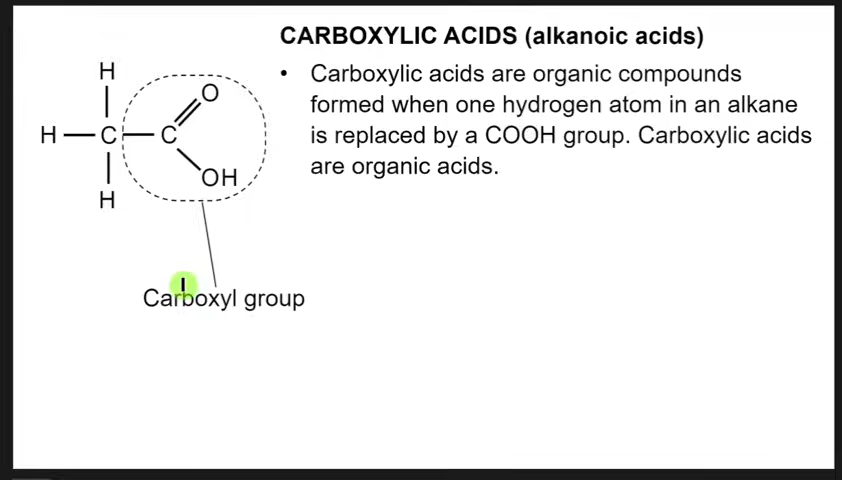 CARBOXYLIC ACIDS (alkanoic acids)
• Carboxylic acids are organic compounds
formed when one hydrogen atom in an alkane
is replaced by a COOH group. Carboxylic acids
are organic acids.
H
O
H C C
OH
H
Carboxyl group